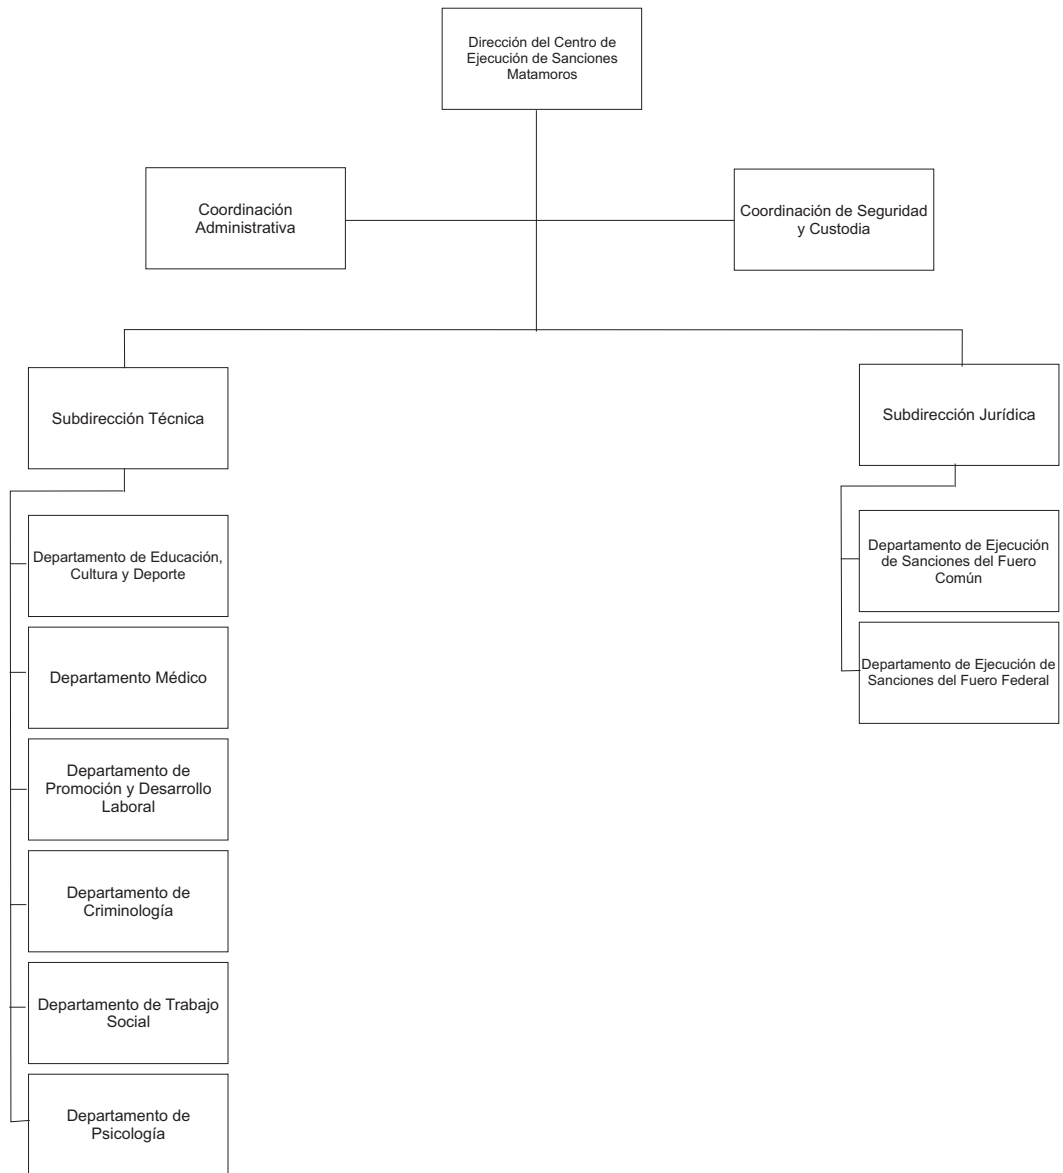 Dirección del Centro de
Ejecución de Sanciones
Matamoros
Coordinación
Administrativa
Coordinación de Seguridad
y Custodia
Subdirección Técnica
Subdirección Jurídica
Departamento de Educación,
Cultura y Deporte
Departamento Médico
Departamento de
Promoción y Desarrollo
Laboral
Departamento de
Criminología
Departamento de Trabajo
Social
Departamento de
Psicología
Departamento de Ejecución
de Sanciones del Fuero
Común
Departamento de Ejecución de
Sanciones del Fuero Federal